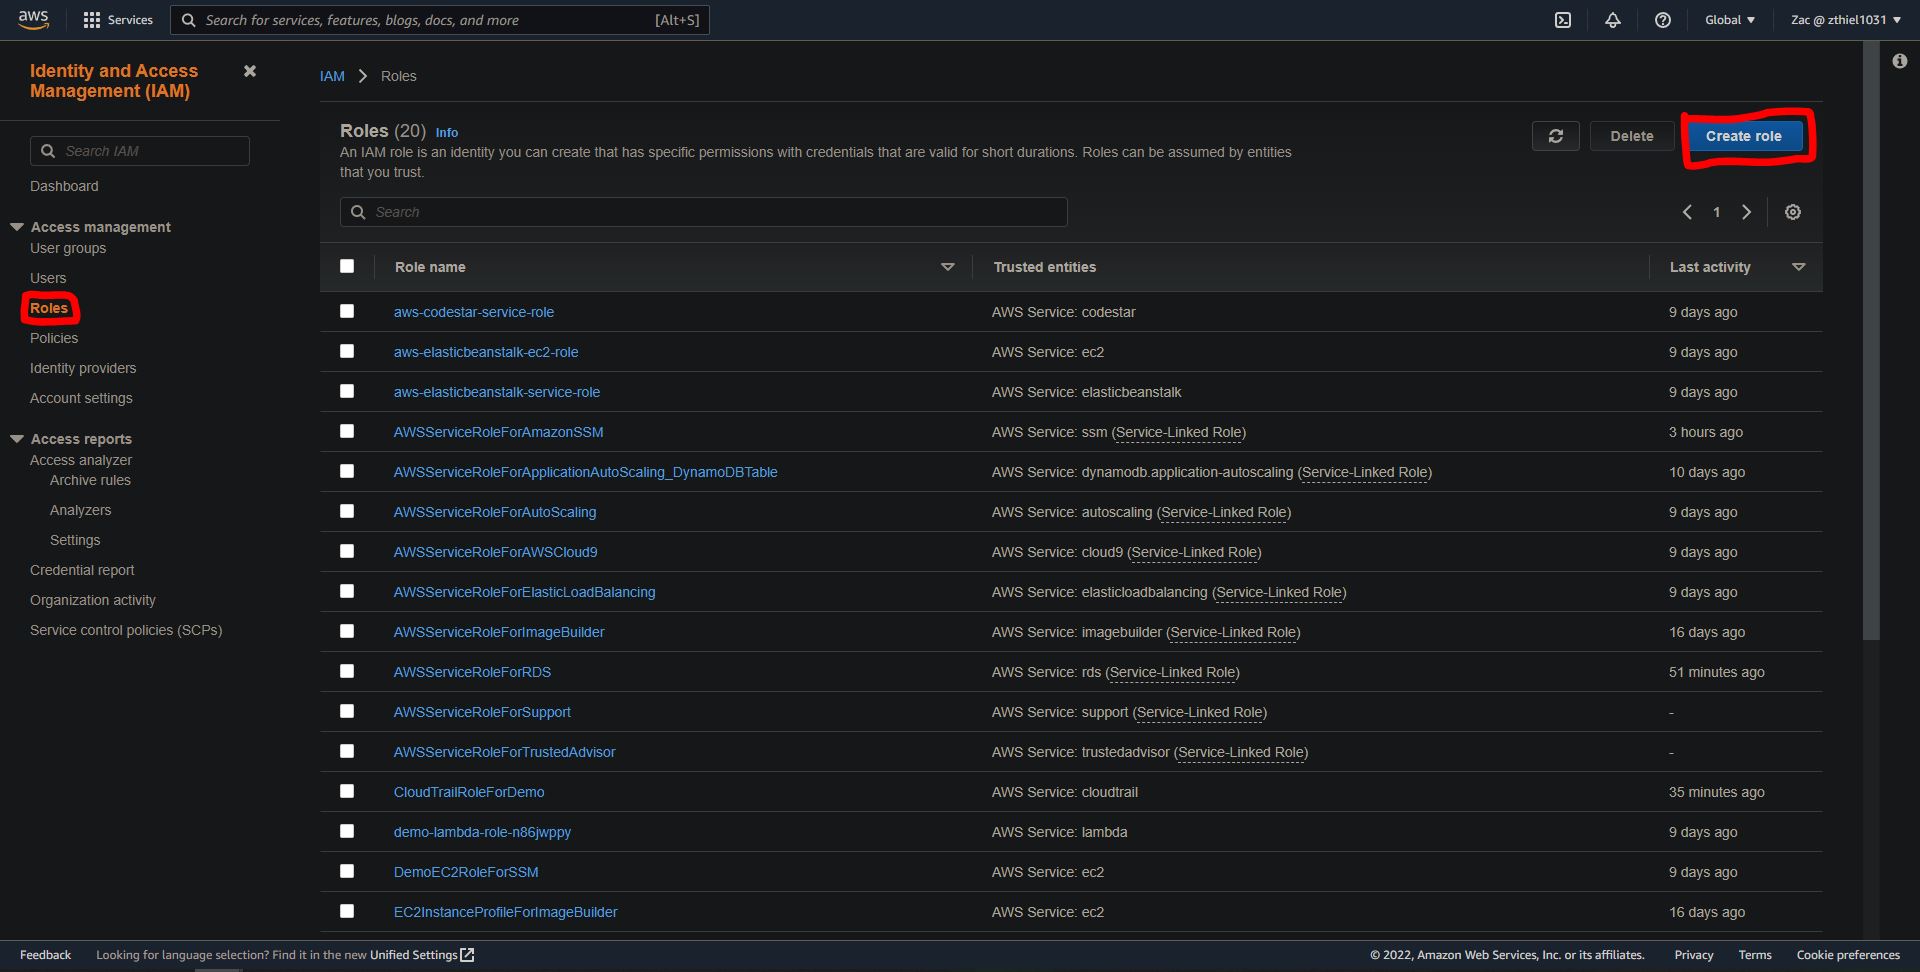 aws
Services
Search for services, features, blogs, docs, and more
[Alt+S]
Global
Zac @ zthiel1031
Identity and Access
Management (IAM)
Search IAM
Dashboard
Access management
User groups
Users
Roles
Policies
Identity providers
Account settings
Access reports
Access analyzer
Archive rules
Analyzers
Settings
Credential report
Organization activity
Service control policies (SCPs)
IAM > Roles
Roles (20) Info
An IAM role is an identity you can create that has specific permissions with credentials that are valid for short durations. Roles can be assumed by entities
that you trust.
Delete
Create role
Search
1
Role name Trusted entities Last activity
aws-codestar-service-role AWS Service: codestar 9 days ago
aws-elasticbeanstalk-ec2-role AWS Service: ec2 9 days ago
aws-elasticbeanstalk-service-role AWS Service: elasticbeanstalk 9 days ago
AWSServiceRoleForAmazonSSM AWS Service: ssm (Service-Linked Role) 3 hours ago
AWSServiceRoleForApplicationAutoScaling_DynamoDBTable AWS Service: dynamodb.application-autoscaling (Service-Linked Role) 10 days ago
AWSServiceRoleForAutoScaling AWS Service: autoscaling (Service-Linked Role) 9 days ago
AWSServiceRoleForAWSCloud9 AWS Service: cloud9 (Service-Linked Role) 9 days ago
AWSServiceRoleForElasticLoadBalancing AWS Service: elasticloadbalancing (Service-Linked Role) 9 days ago
AWSServiceRoleForImageBuilder AWS Service: imagebuilder (Service-Linked Role) 16 days ago
AWSServiceRoleForRDS AWS Service: rds (Service-Linked Role) 51 minutes ago
AWSServiceRoleForSupport AWS Service: support (Service-Linked Role) -
AWSServiceRoleForTrustedAdvisor AWS Service: trustedadvisor (Service-Linked Role) -
CloudTrailRoleForDemo AWS Service: cloudtrail 35 minutes ago
demo-lambda-role-n86jwppy AWS Service: lambda 9 days ago
DemoEC2RoleForSSM AWS Service: ec2 9 days ago
EC2InstanceProfileForImageBuilder AWS Service: ec2 16 days ago
Feedback Looking for language selection? Find it in the new Unified Settings © 2022, Amazon Web Services, Inc. or its affiliates. Privacy Terms Cookie preferences